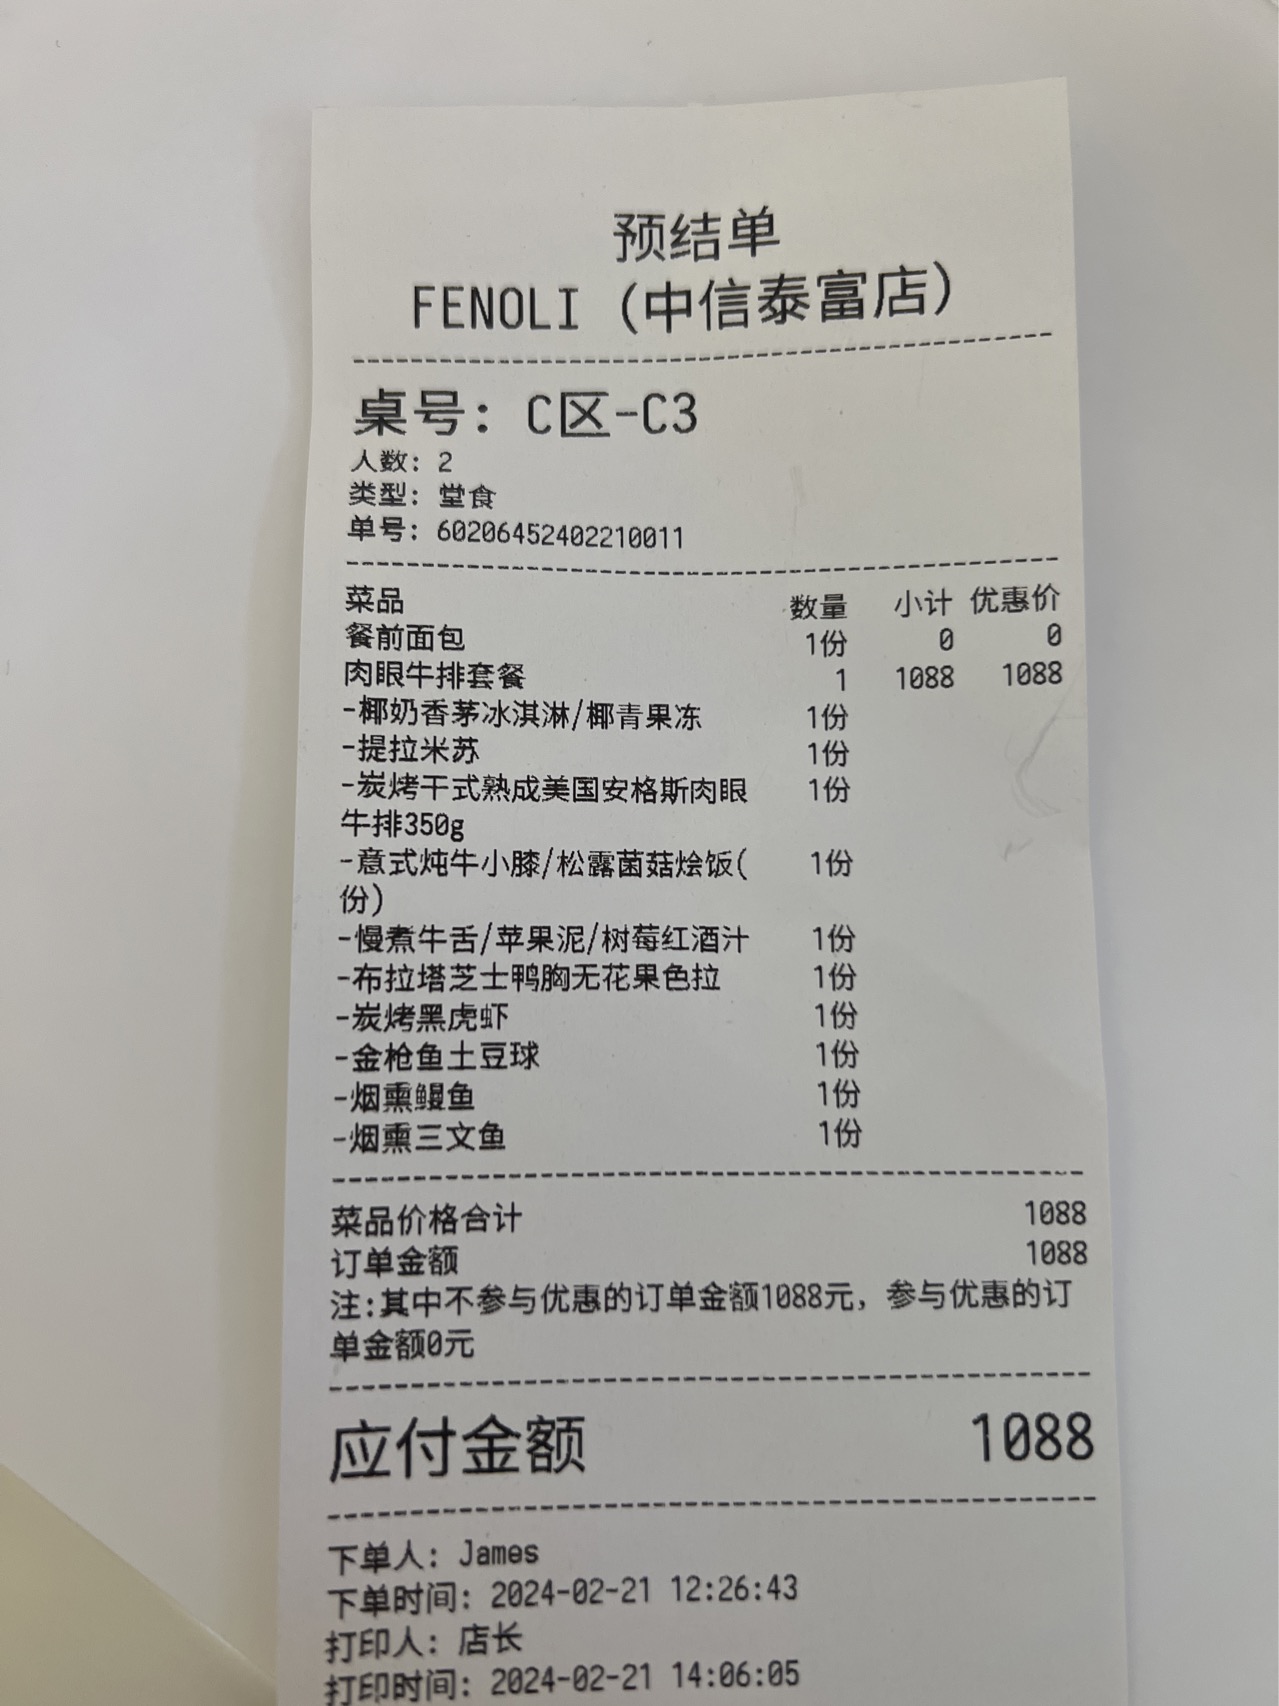 预结单
FENOLI (中信泰富店)
桌号: C区-C3
人数: 2
类型: 堂食
单号: 602064524022210011
菜品 数量 小计 优惠价
餐前面包 1份 0 0
肉眼牛排套餐 1 1088 1088
-椰奶香茅冰淇淋/椰青果冻 1份
-提拉米苏 1份
-炭烤干式熟成美国安格斯肉眼 1份
牛排350g
-意式炖牛小膝/松露菌菇烩饭( 1份
份)
-慢煮牛舌/苹果泥/树莓红酒汁 1份
-布拉塔芝士鸭胸无花果色拉 1份
-炭烤黑虎虾 1份
-金枪鱼土豆球 1份
-烟熏鳗鱼 1份
-烟熏三文鱼 1份
菜品价格合计 1088
订单金额 1088
注:其中不参与优惠的订单金额1088元，参与优惠的订
单金额0元
应付金额 1088
下单人: James
下单时间: 2024-02-21 12:26:43
打印人: 店长
打印时间: 2024-02-21 14:06:05